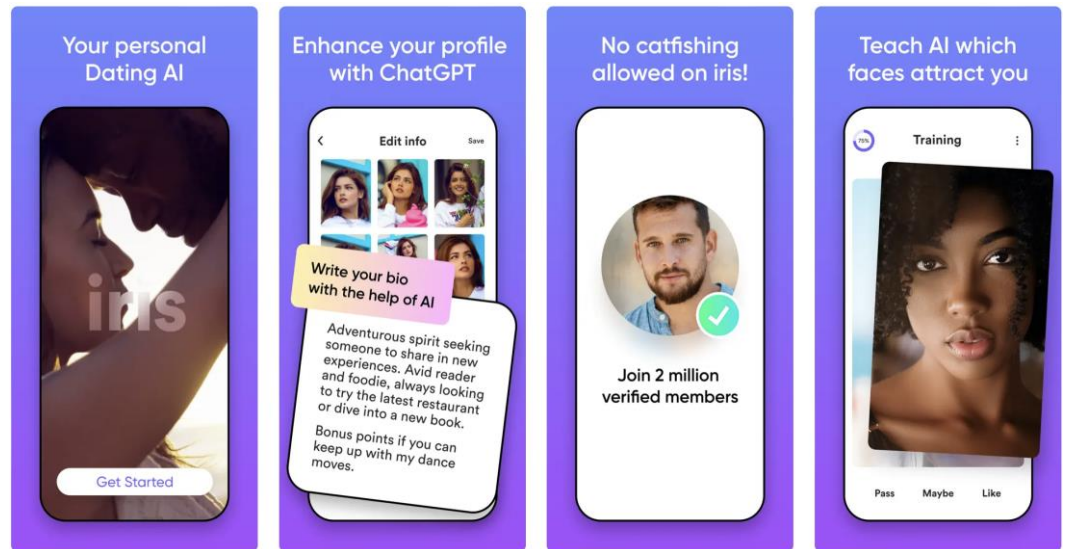 Your personal
Dating AI
iris
Get Started
Enhance your profile
with ChatGPT
Edit info
Save
Write your bio
with the help of AI
Adventurous spirit seeking
someone to share in new
experiences. Avid reader
and foodie, always looking
to try the latest restaurant
or dive into a new book.
Bonus points if you can
keep up with my dance
moves.
No catfishing
allowed on iris!
Join 2 million
verified members
Teach AI which
faces attract you
75%
Training
Pass
Maybe
Like